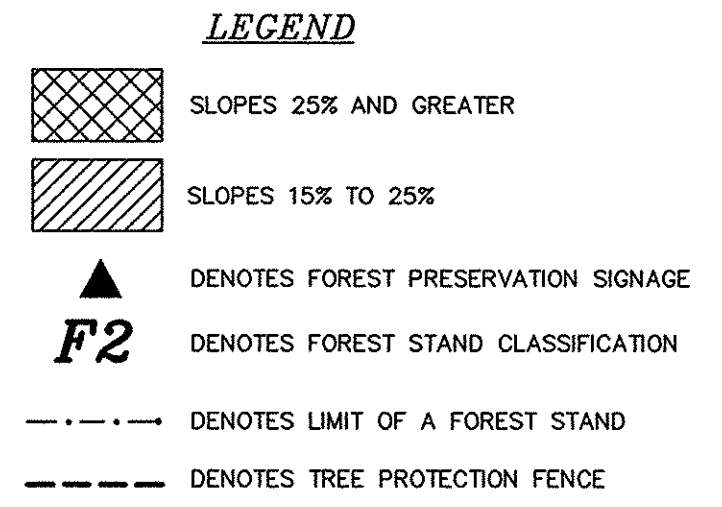 LEGEND
SLOPES 25% AND GREATER
SLOPES 15% TO 25%
DENOTES FOREST PRESERVATION SIGNAGE
F2 DENOTES FOREST STAND CLASSIFICATION
DENOTES LIMIT OF A FOREST STAND
DENOTES TREE PROTECTION FENCE